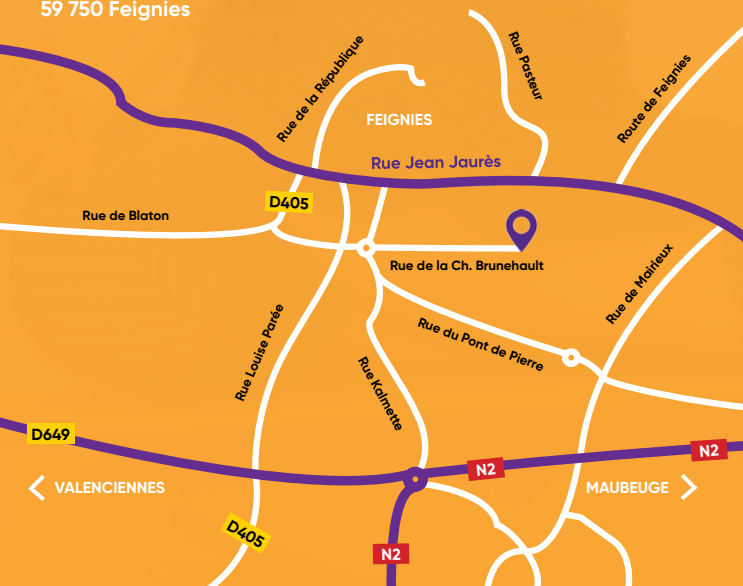 59 750 Feignies
Rue de la République
Rue Pasteur
Route de Feignies
FEIGNIES
Rue Jean Jaurès
D405
Rue de Blaton
Rue de la Ch. Brunehault
Rue de Mairieux
Rue Louise Parée
Rue du Pont de Pierre
Rue Kalmette
D649
N2
N2
VALENCIENNES
MAUBEUGE
D405
N2